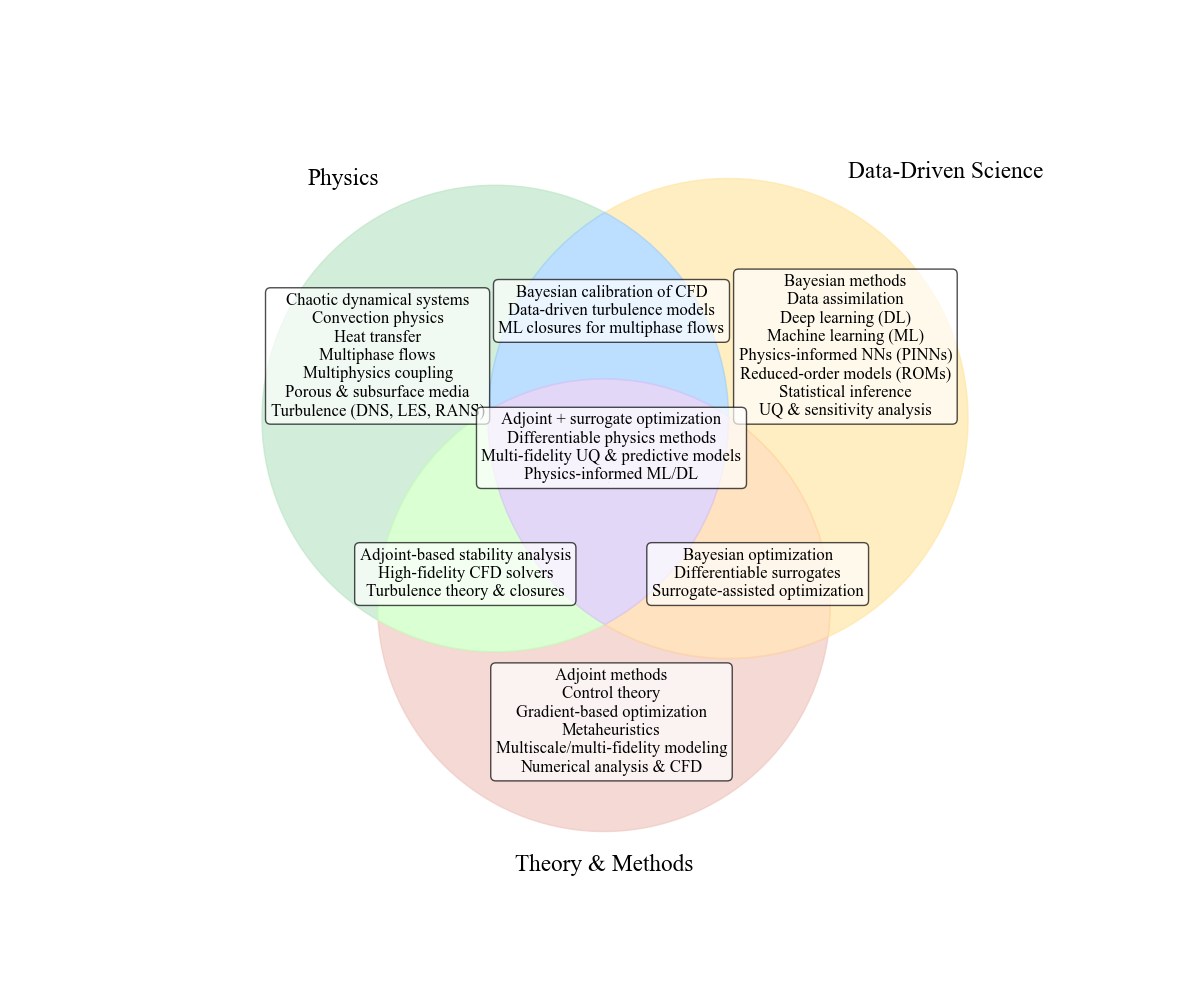 Physics
Data-Driven Science
Chaotic dynamical systems
Convection physics
Heat transfer
Multiphase flows
Multiphysics coupling
Porous & subsurface media
Turbulence (DNS, LES, RANS)
Bayesian calibration of CFD
Data-driven turbulence models
ML closures for multiphase flows
Bayesian methods
Data assimilation
Deep learning (DL)
Machine learning (ML)
Physics-informed NNs (PINNs)
Reduced-order models (ROMs)
Statistical inference
UQ & sensitivity analysis
Adjoint + surrogate optimization
Differentiable physics methods
Multi-fidelity UQ & predictive models
Physics-informed ML/DL
Adjoint-based stability analysis
High-fidelity CFD solvers
Turbulence theory & closures
Bayesian optimization
Differentiable surrogates
Surrogate-assisted optimization
Adjoint methods
Control theory
Gradient-based optimization
Metaheuristics
Multiscale/multi-fidelity modeling
Numerical analysis & CFD
Theory & Methods